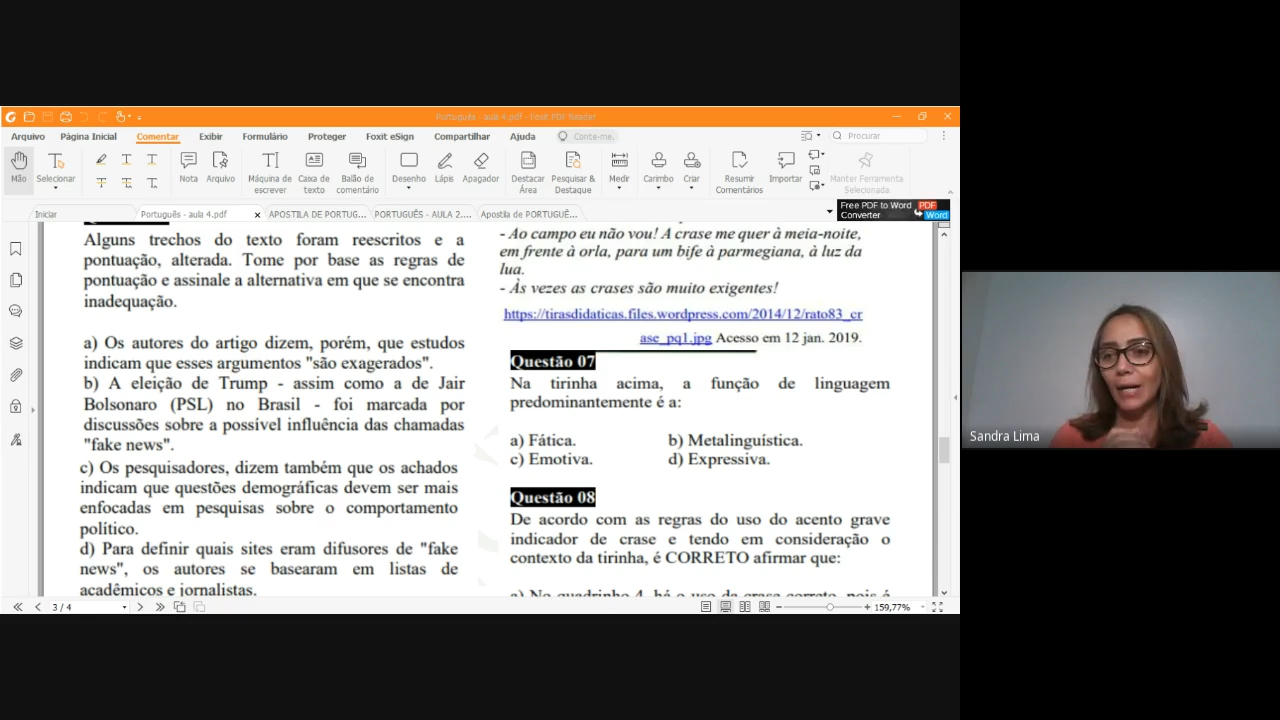 Português - aula 4.pdf - Foxit PDF Reader
Arquivo Página Inicial Comentar Exibir Formulário Proteger Foxit eSign Compartilhar Ajuda Conte-me. Procurar
Mão Selecionar Nota Arquivo Máquina de escrever Caixa de texto Balão de comentário Desenho Lápis Apagador Destacar Área Pesquisar & Destaque Medir Carimbo Criar Resumir Comentários Importar Manter Ferramenta Selecionada
Iniciar Português - aula 4.pdf APOSTILA DE PORTUG... PORTUGUÊS - AULA 2.... Apostila de PORTUGUÊ...
Free PDF to Word Converter PDF Word
Alguns trechos do texto foram reescritos e a
pontuação, alterada. Tome por base as regras de
pontuação e assinale a alternativa em que se encontra
inadequação.
a) Os autores do artigo dizem, porém, que estudos
indicam que esses argumentos "são exagerados".
b) A eleição de Trump - assim como a de Jair
Bolsonaro (PSL) no Brasil - foi marcada por
discussões sobre a possível influência das chamadas
"fake news".
c) Os pesquisadores, dizem também que os achados
indicam que questões demográficas devem ser mais
enfocadas em pesquisas sobre o comportamento
político.
d) Para definir quais sites eram difusores de "fake
news", os autores se basearam em listas de
acadêmicos e jornalistas.
- Ao campo eu não vou! A crase me quer à meia-noite,
em frente à orla, para um bife à parmegiana, à luz da
lua.
- Às vezes as crases são muito exigentes!
https://tirasdidaticas.files.wordpress.com/2014/12/rato83_cr
ase_pq1.jpg Acesso em 12 jan. 2019.
Questão 07
Na tirinha acima, a função de linguagem
predominantemente é a:
a) Fática. b) Metalinguística.
c) Emotiva. d) Expressiva.
Questão 08
De acordo com as regras do uso do acento grave
indicador de crase e tendo em consideração o
contexto da tirinha, é CORRETO afirmar que:
a) No quadrinho 4, há o uso da crase correto, pois é
3 / 4
159,77%
Sandra Lima